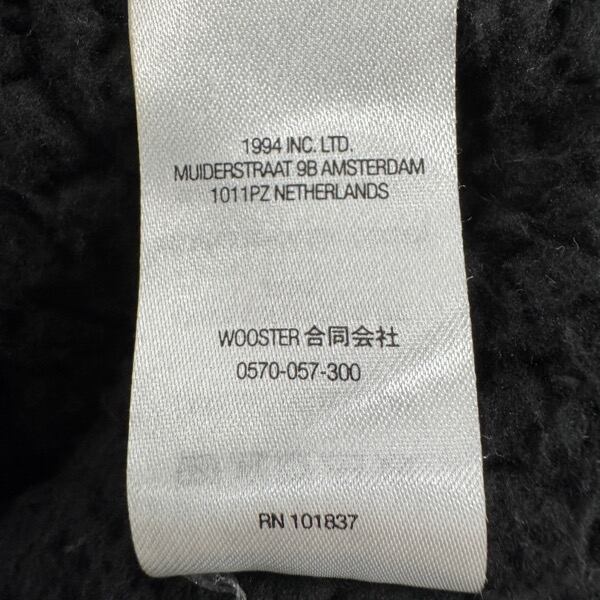 1994 INC. LTD.
MUIDERSTRAAT 9B AMSTERDAM
1011PZ NETHERLANDS
WOOSTER 合同会社
0570-057-300
RN 101837